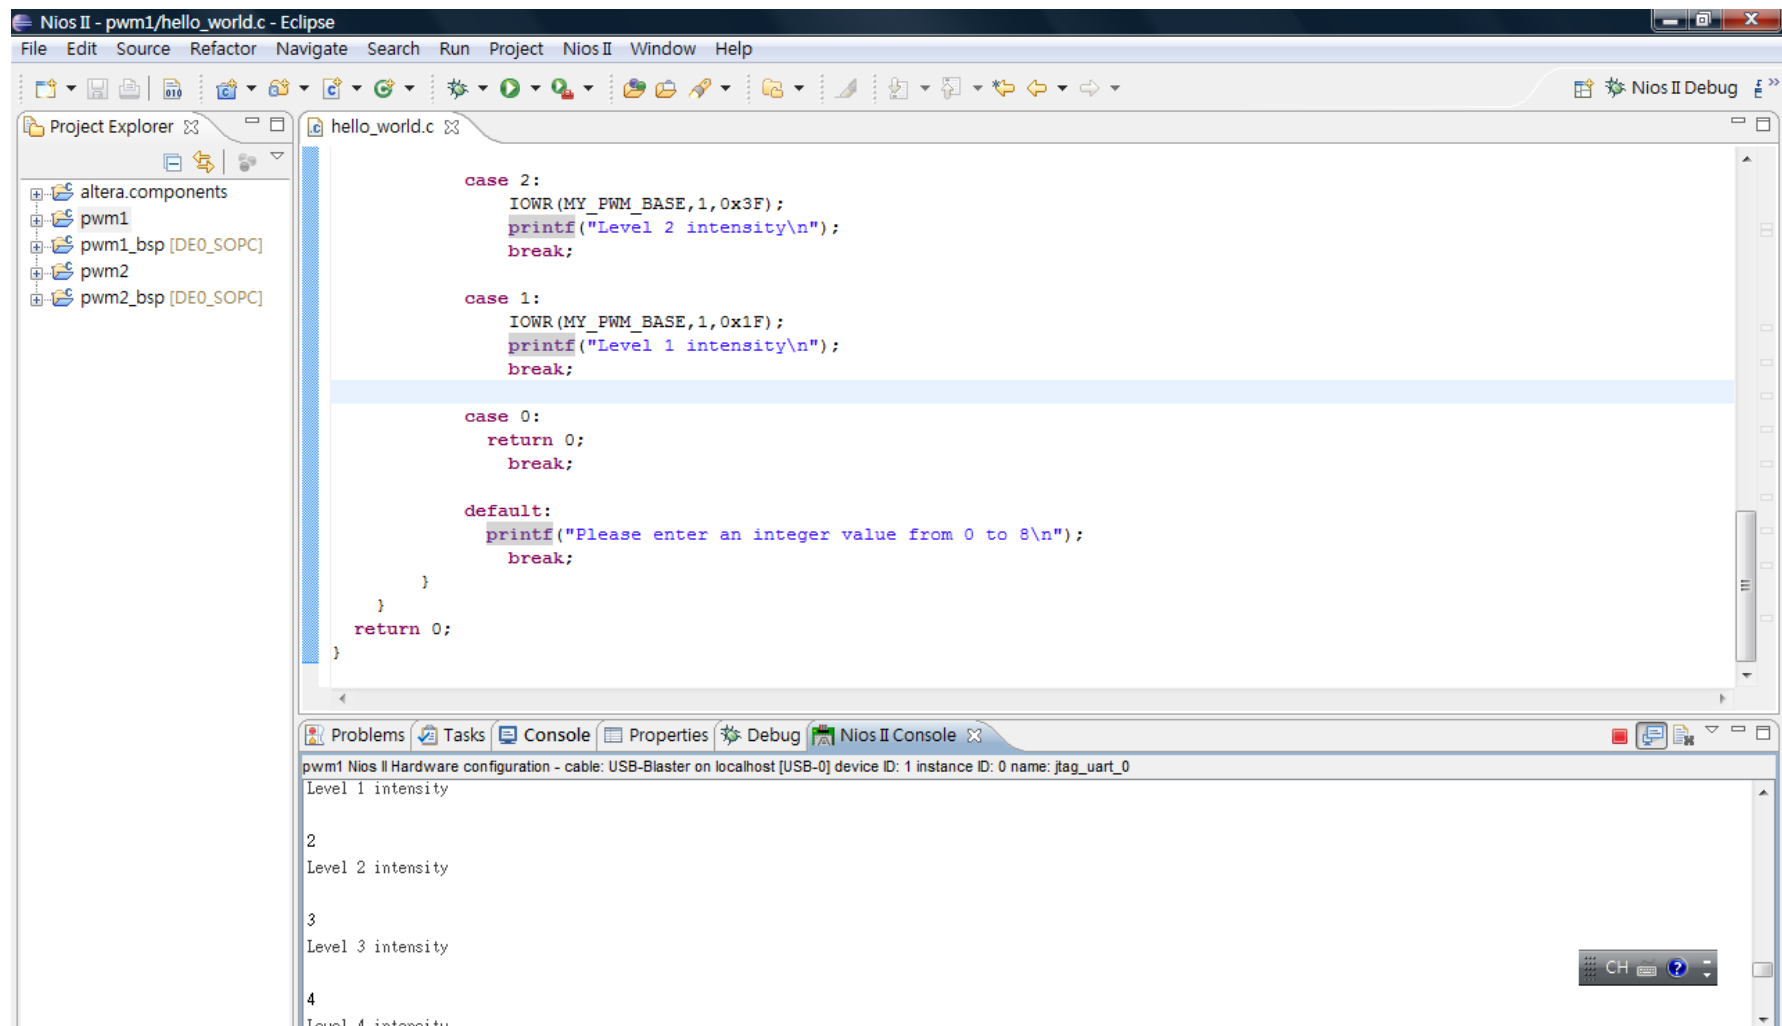 Nios II - pwm1/hello_world.c - Eclipse
File Edit Source Refactor Navigate Search Run Project Nios II Window Help
Nios II Debug
Project Explorer
hello_world.c
altera.components
pwm1
pwm1_bsp [DE0_SOPC]
pwm2
pwm2_bsp [DE0_SOPC]
case 2:
IOWR(MY_PWM_BASE,1,0x3F);
printf("Level 2 intensity\n");
break;
case 1:
IOWR(MY_PWM_BASE,1,0x1F);
printf("Level 1 intensity\n");
break;
case 0:
return 0;
break;
default:
printf("Please enter an integer value from 0 to 8\n");
break;
}
}
return 0;
}
Problems Tasks Console Properties Debug Nios II Console
pwm1 Nios II Hardware configuration - cable: USB-Blaster on localhost [USB-0] device ID: 1 instance ID: 0 name: jtag_uart_0
Level 1 intensity
2
Level 2 intensity
3
Level 3 intensity
4
Level 4 intensity
CH